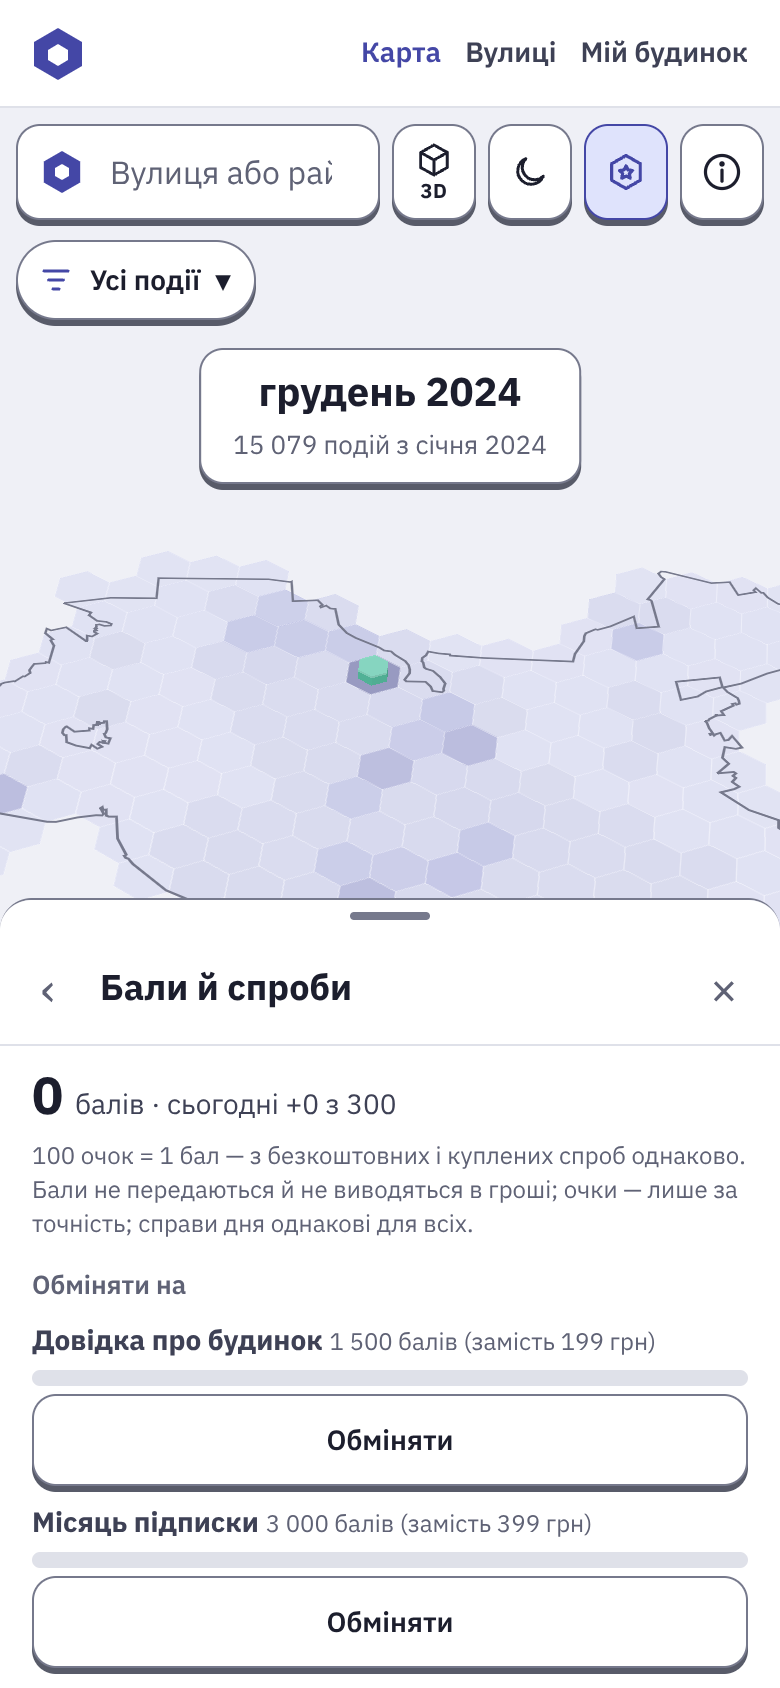 Карта Вулиці Мій будинок
Вулиця або рай
3D
Усі події ▼
грудень 2024
15 079 подій з січня 2024
Бали й спроби
0 балів · сьогодні +0 з 300
100 очок = 1 бал — з безкоштовних і куплених спроб однаково.
Бали не передаються й не виводяться в гроші; очки — лише за
точність; справи дня однакові для всіх.
Обміняти на
Довідка про будинок 1 500 балів (замість 199 грн)
Обміняти
Місяць підписки 3 000 балів (замість 399 грн)
Обміняти